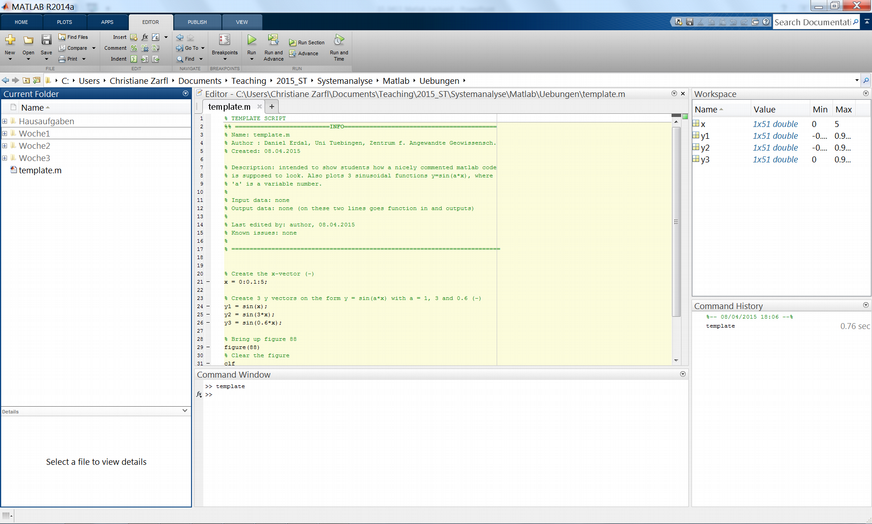 MATLAB R2014a
HOME PLOTS APPS EDITOR PUBLISH VIEW
Search Documentation
New Open Save
Find Files
Compare
Print
Insert fx
Comment
Indent
Go To
Find
Breakpoints
Run
Run and Advance
Run Section
Advance
Run and Time
FILE EDIT NAVIGATE BREAKPOINTS RUN
C: Users Christiane Zarfl Documents Teaching 2015_ST Systemanalyse Matlab Uebungen
Current Folder
Name
Hausaufgaben
Woche1
Woche2
Woche3
template.m
Details
Select a file to view details
Editor - C:\Users\Christiane Zarfl\Documents\Teaching\2015_ST\Systemanalyse\Matlab\Uebungen\template.m
template.m × +
1 % TEMPLATE SCRIPT
2 %% =========================INFO=========================================
3 % Name: template.m
4 % Author : Daniel Erdal, Uni Tuebingen, Zentrum f. Angewandte Geowissensch.
5 % Created: 08.04.2015
6
7 % Description: intended to show students how a nicely commented matlab code
8 % is supposed to look. Also plots 3 sinusoidal functions y=sin(a*x), where
9 % 'a' is a variable number.
10 %
11 % Input data: none
12 % Output data: none (on these two lines goes function in and outputs)
13 %
14 % Last edited by: author, 08.04.2015
15 % Known issues: none
16 %
17 % =======================================================================
18
19
20 % Create the x-vector (-)
21 – x = 0:0.1:5;
22
23 % Create 3 y vectors on the form y = sin(a*x) with a = 1, 3 and 0.6 (-)
24 – y1 = sin(x);
25 – y2 = sin(3*x);
26 – y3 = sin(0.6*x);
27
28 % Bring up figure 88
29 – figure(88)
30 % Clear the figure
31 – clf
Command Window
>> template
fx >>
Workspace
Name Value Min Max
x 1x51 double 0 5
y1 1x51 double -0.... 0.9...
y2 1x51 double -0.... 0.9...
y3 1x51 double 0 0.9...
Command History
%-- 08/04/2015 18:06 --%
template 0.76 sec